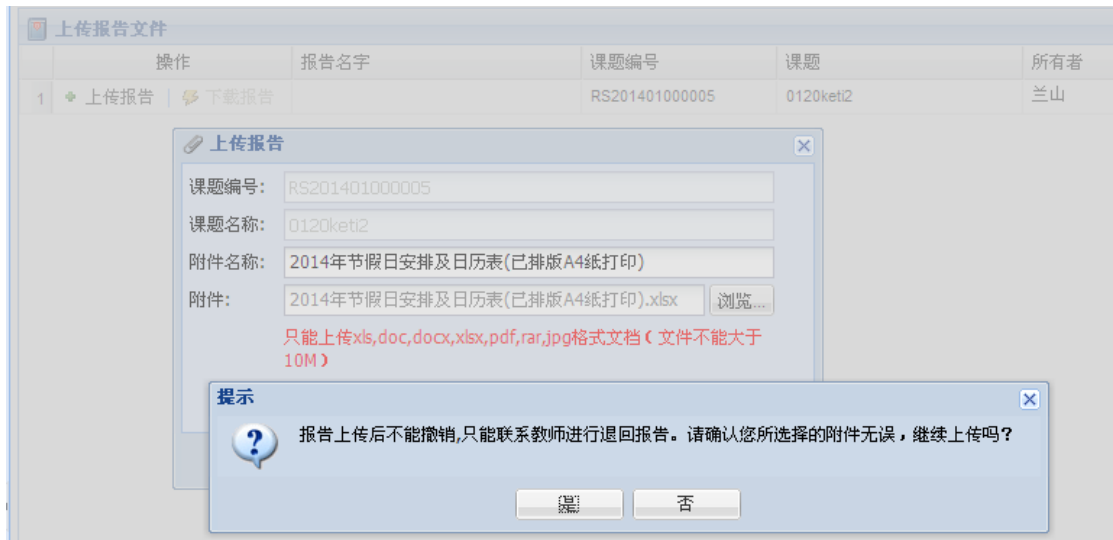 上传报告文件
操作 报告名字 课题编号 课题 所有者
1 上传报告 | 下载报告 RS201401000005 0120keti2 兰山
上传报告
课题编号: RS201401000005
课题名称: 0120keti2
附件名称: 2014年节假日安排及日历表(已排版A4纸打印)
附件: 2014年节假日安排及日历表(已排版A4纸打印).xlsx 浏览...
只能上传xls,doc,docx,xlsx,pdf,rar,jpg格式文档（文件不能大于
10M）
提示
报告上传后不能撤销,只能联系教师进行退回报告。请确认您所选择的附件无误，继续上传吗？
是 否